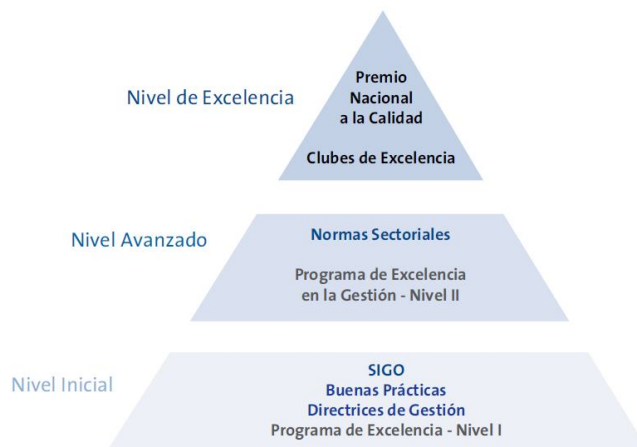 Nivel de Excelencia
Premio
Nacional
a la Calidad
Clubes de Excelencia
Nivel Avanzado
Normas Sectoriales
Programa de Excelencia
en la Gestión - Nivel II
Nivel Inicial
SIGO
Buenas Prácticas
Directrices de Gestión
Programa de Excelencia - Nivel I